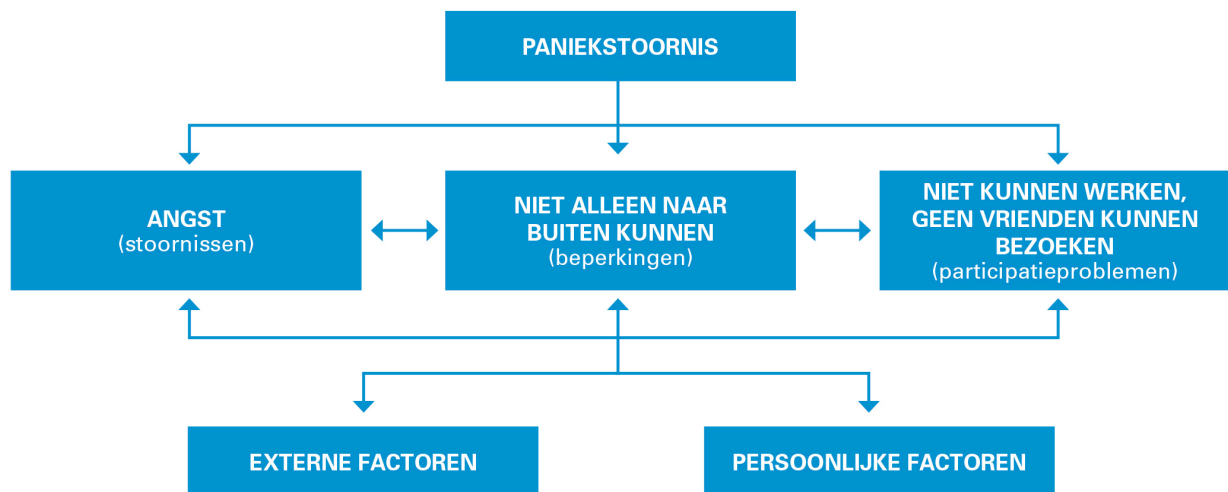 PANIEKSTOORNIS
ANGST
(stoornissen)
NIET ALLEEN NAAR
BUITEN KUNNEN
(beperkingen)
NIET KUNNEN WERKEN,
GEEN VRIENDEN KUNNEN
BEZOEKEN
(participatieproblemen)
EXTERNE FACTOREN
PERSOONLIJKE FACTOREN